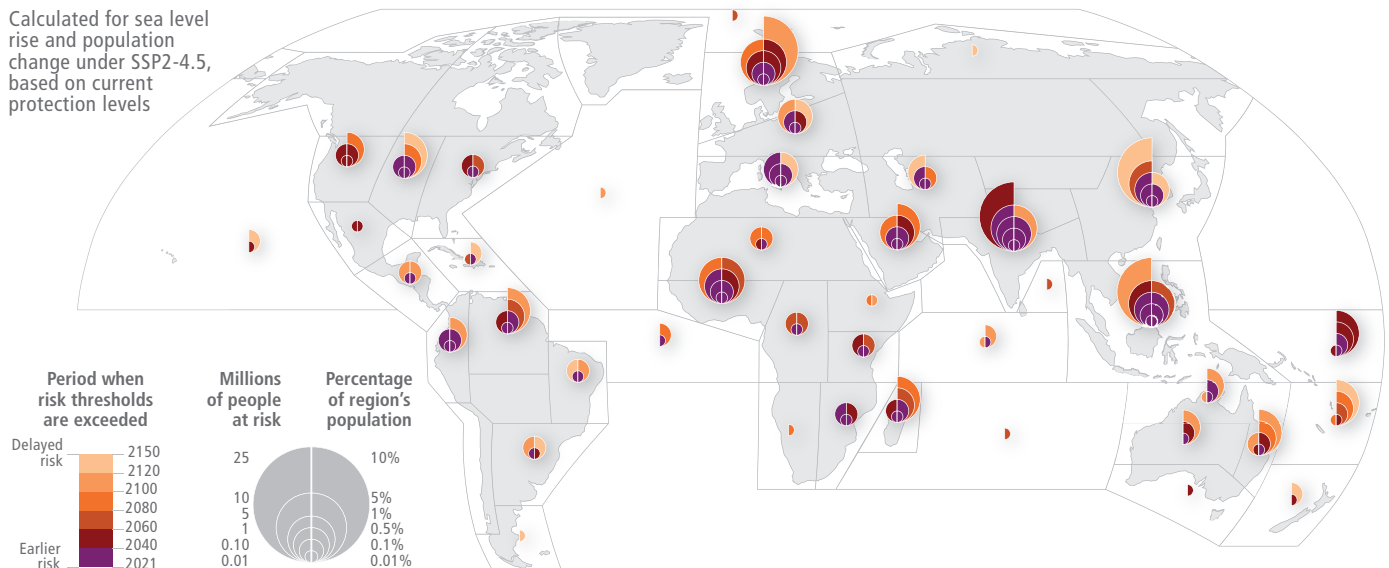 Calculated for sea level
rise and population
change under SSP2-4.5,
based on current
protection levels
Period when
risk thresholds
are exceeded
Delayed
risk
2150
2120
2100
2080
2060
2040
2021
Earlier
risk
Millions
of people
at risk
25
10
5
1
0.10
0.01
Percentage
of region's
population
10%
5%
1%
0.5%
0.1%
0.01%